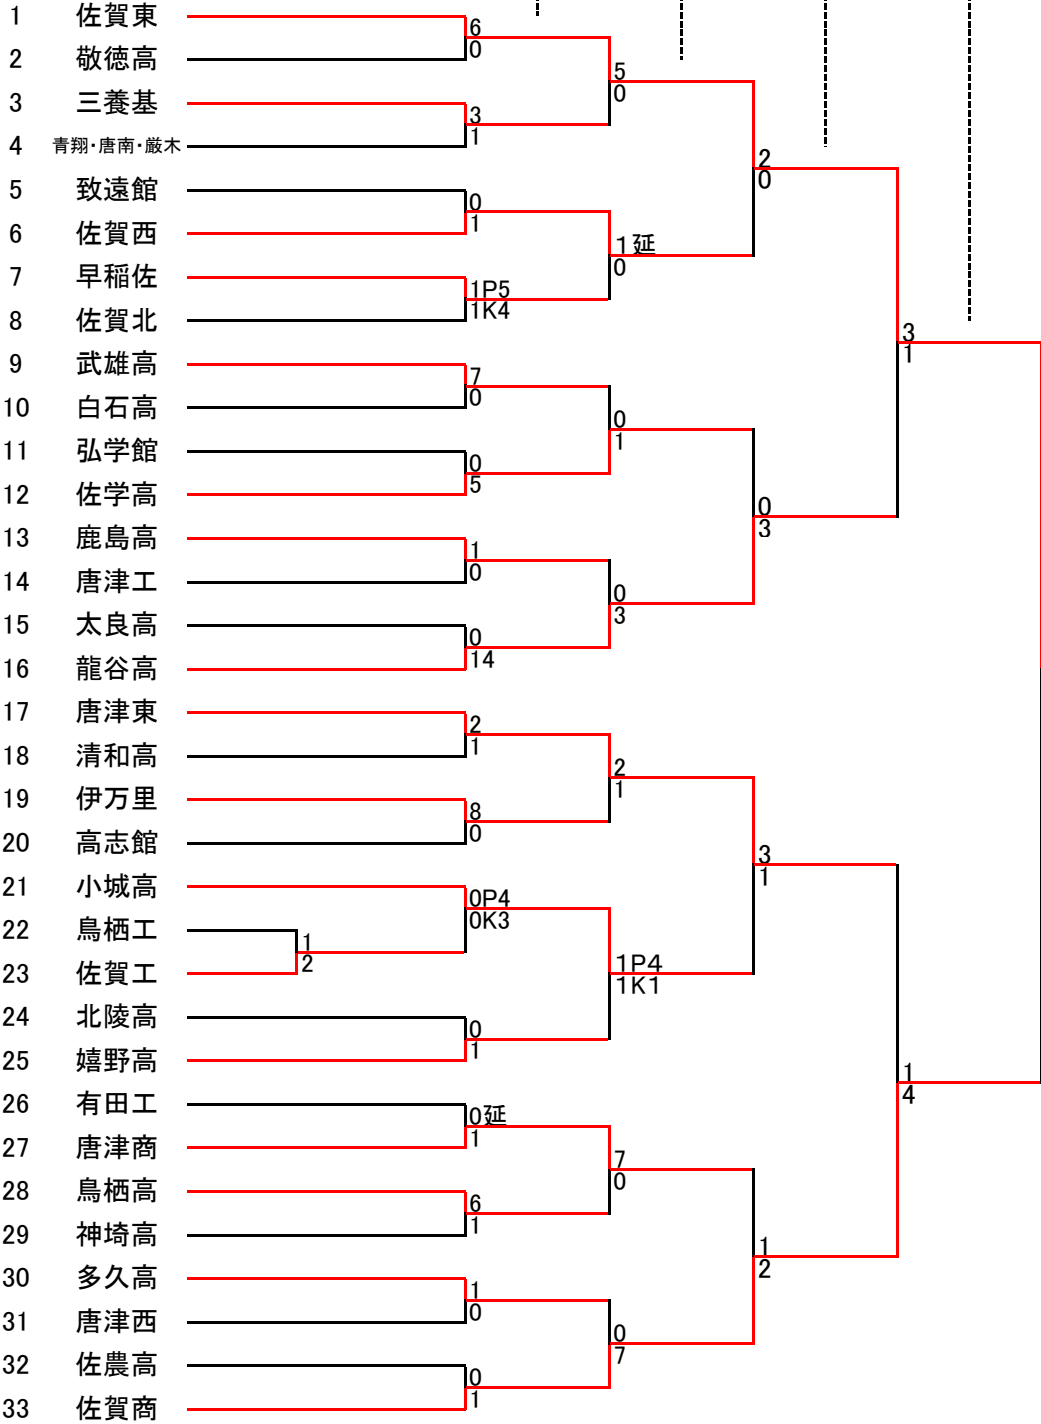 1 佐賀東
6
2 敬徳高
0
5
0
3 三養基
3
4 青翔・唐南・厳木
1
2
0
5 致遠館
0
6 佐賀西
1
1延
0
7 早稲佐
1P5
8 佐賀北
1K4
3
1
9 武雄高
7
10 白石高
0
0
1
11 弘学館
0
12 佐学高
5
0
3
13 鹿島高
1
14 唐津工
0
0
3
15 太良高
0
16 龍谷高
14
17 唐津東
2
18 清和高
1
2
1
19 伊万里
8
20 高志館
0
3
1
21 小城高
0P4
0K3
22 鳥栖工
1
23 佐賀工
2
1P4
1K1
24 北陵高
0
25 嬉野高
1
1
4
26 有田工
0延
27 唐津商
1
7
0
28 鳥栖高
6
29 神埼高
1
1
2
30 多久高
1
31 唐津西
0
0
7
32 佐農高
0
33 佐賀商
1